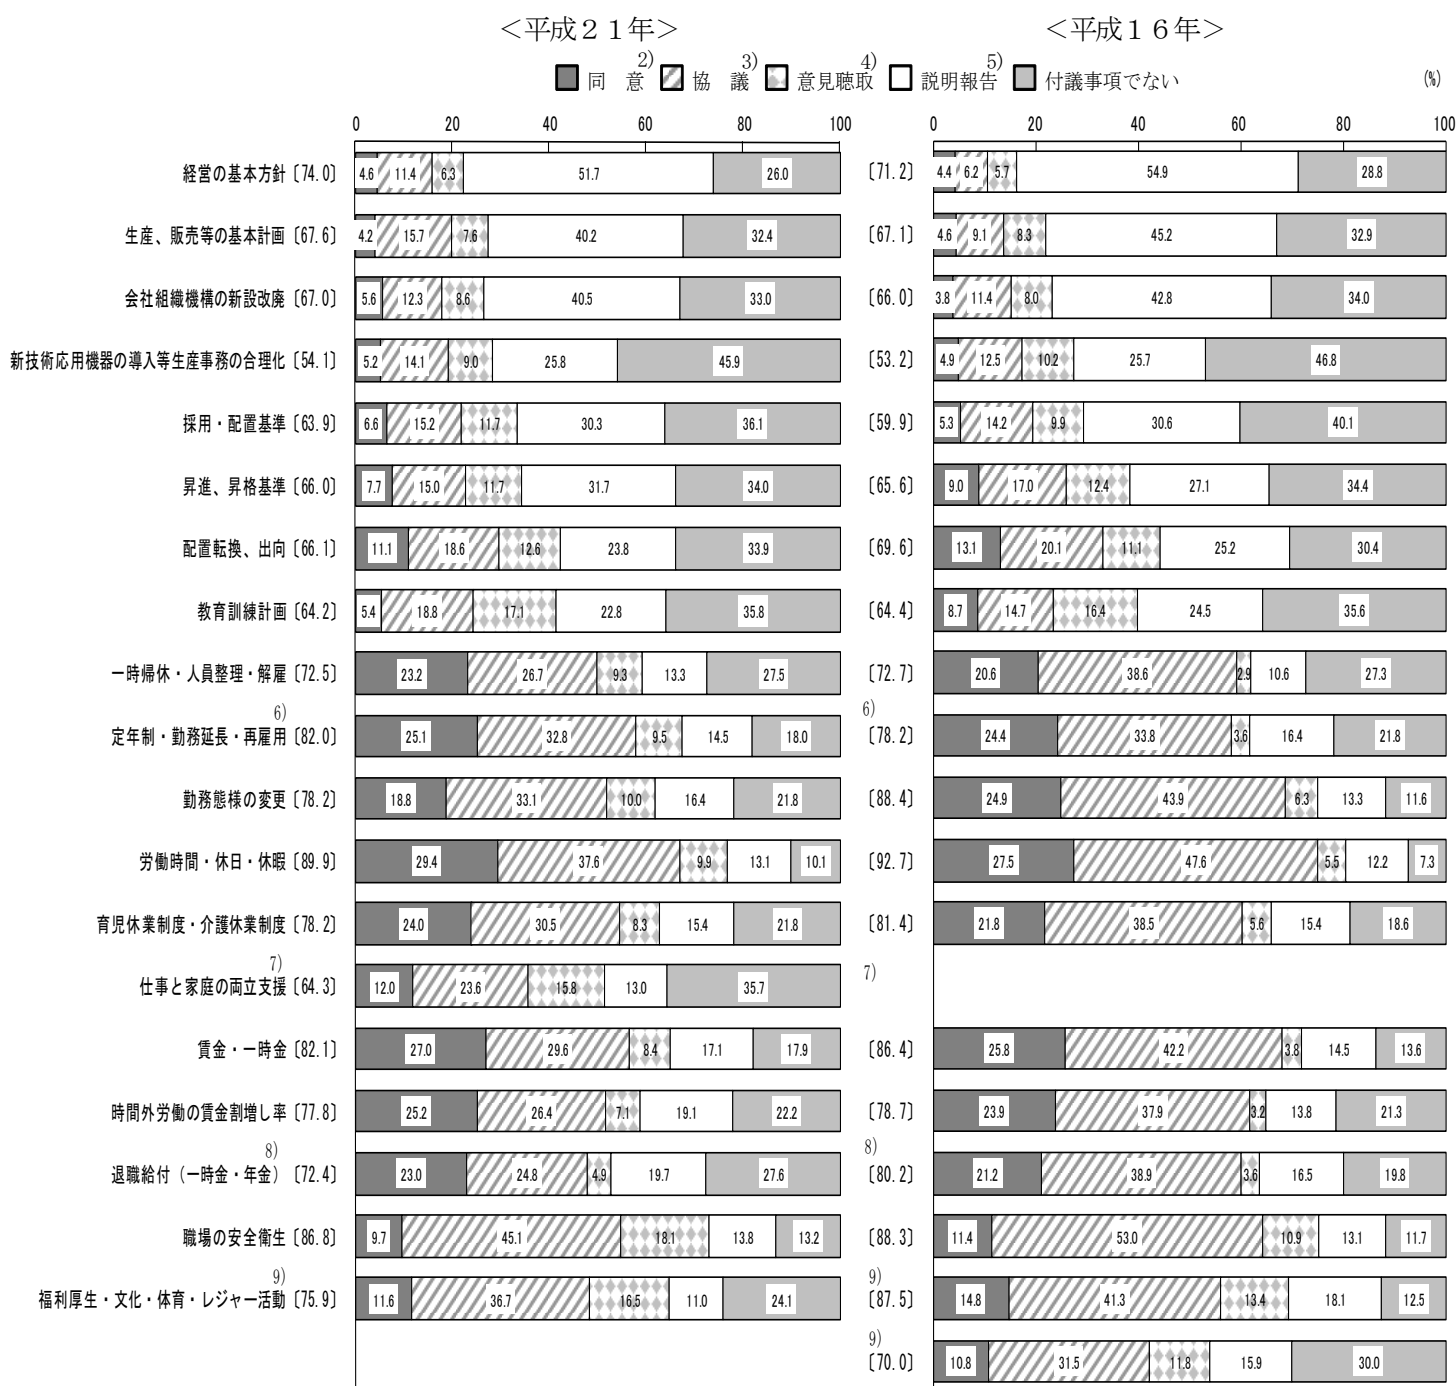 ＜平成２１年＞ ＜平成１６年＞
同　意 2) 協　議 3) 意見聴取 4) 説明報告 5) 付議事項でない (%)
0 20 40 60 80 100 0 20 40 60 80 100
経営の基本方針〔74.0〕 4.6 11.4 6.3 51.7 26.0 〔71.2〕 4.4 6.2 5.7 54.9 28.8
生産、販売等の基本計画〔67.6〕 4.2 15.7 7.6 40.2 32.4 〔67.1〕 4.6 9.1 8.3 45.2 32.9
会社組織機構の新設改廃〔67.0〕 5.6 12.3 8.6 40.5 33.0 〔66.0〕 3.8 11.4 8.0 42.8 34.0
新技術応用機器の導入等生産事務の合理化〔54.1〕 5.2 14.1 9.0 25.8 45.9 〔53.2〕 4.9 12.5 10.2 25.7 46.8
採用・配置基準〔63.9〕 6.6 15.2 11.7 30.3 36.1 〔59.9〕 5.3 14.2 9.9 30.6 40.1
昇進、昇格基準〔66.0〕 7.7 15.0 11.7 31.7 34.0 〔65.6〕 9.0 17.0 12.4 27.1 34.4
配置転換、出向〔66.1〕 11.1 18.6 12.6 23.8 33.9 〔69.6〕 13.1 20.1 11.1 25.2 30.4
教育訓練計画〔64.2〕 5.4 18.8 17.1 22.8 35.8 〔64.4〕 8.7 14.7 16.4 24.5 35.6
一時帰休・人員整理・解雇〔72.5〕 23.2 26.7 9.3 13.3 27.5 〔72.7〕 20.6 38.6 2.9 10.6 27.3
6) 6)
定年制・勤務延長・再雇用〔82.0〕 25.1 32.8 9.5 14.5 18.0 〔78.2〕 24.4 33.8 3.6 16.4 21.8
勤務態様の変更〔78.2〕 18.8 33.1 10.0 16.4 21.8 〔88.4〕 24.9 43.9 6.3 13.3 11.6
労働時間・休日・休暇〔89.9〕 29.4 37.6 9.9 13.1 10.1 〔92.7〕 27.5 47.6 5.5 12.2 7.3
育児休業制度・介護休業制度〔78.2〕 24.0 30.5 8.3 15.4 21.8 〔81.4〕 21.8 38.5 5.6 15.4 18.6
7) 7)
仕事と家庭の両立支援〔64.3〕 12.0 23.6 15.8 13.0 35.7
賃金・一時金〔82.1〕 27.0 29.6 8.4 17.1 17.9 〔86.4〕 25.8 42.2 3.8 14.5 13.6
時間外労働の賃金割増し率〔77.8〕 25.2 26.4 7.1 19.1 22.2 〔78.7〕 23.9 37.9 3.2 13.8 21.3
8) 8)
退職給付（一時金・年金）〔72.4〕 23.0 24.8 4.9 19.7 27.6 〔80.2〕 21.2 38.9 3.6 16.5 19.8
職場の安全衛生〔86.8〕 9.7 45.1 18.1 13.8 13.2 〔88.3〕 11.4 53.0 10.9 13.1 11.7
9) 9)
福利厚生・文化・体育・レジャー活動〔75.9〕 11.6 36.7 16.5 11.0 24.1 〔87.5〕 14.8 41.3 13.4 18.1 12.5
9)
〔70.0〕 10.8 31.5 11.8 15.9 30.0